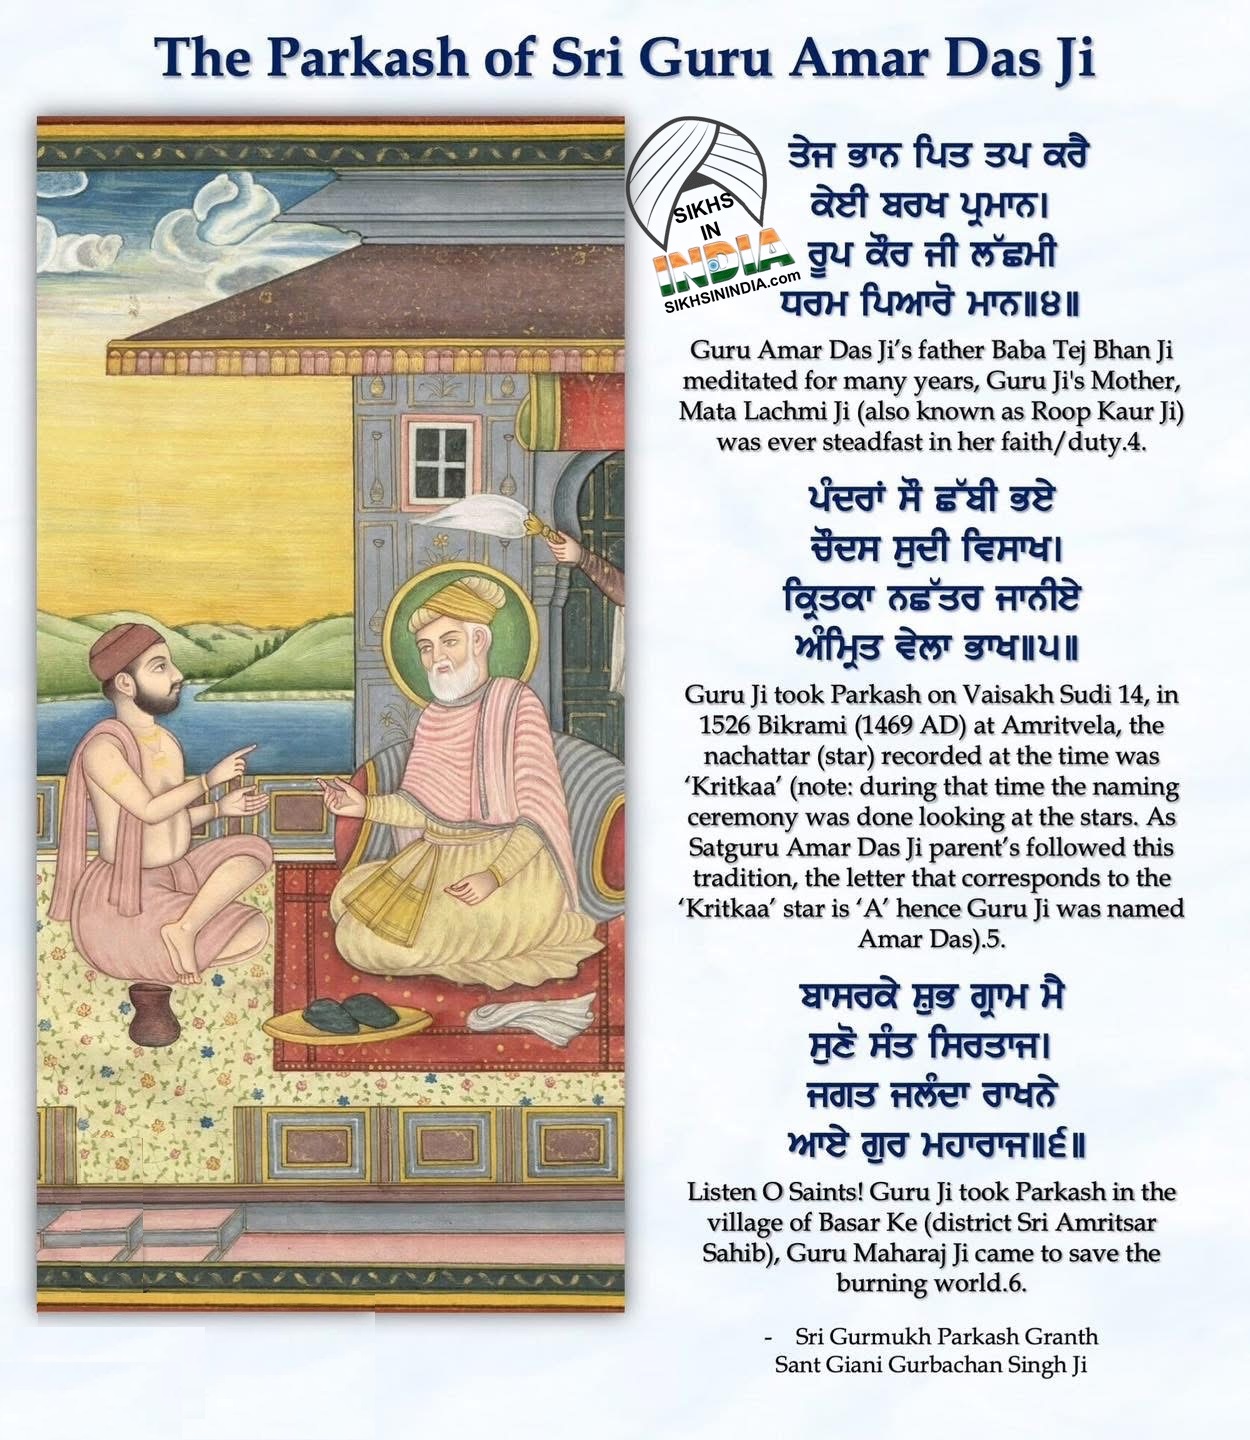 The Parkash of Sri Guru Amar Das Ji
SIKHS
IN
INDIA
SIKHSININDIA.com
ਤੇਜ ਭਾਨ ਪਿਤ ਤਪ ਕਰੈ
ਕੇਈ ਬਰਖ ਪ੍ਰਮਾਨ।
ਰੂਪ ਕੌਰ ਜੀ ਲੱਛਮੀ
ਧਰਮ ਪਿਆਰੋ ਮਾਨ॥੪॥
Guru Amar Das Ji’s father Baba Tej Bhan Ji
meditated for many years, Guru Ji's Mother,
Mata Lachmi Ji (also known as Roop Kaur Ji)
was ever steadfast in her faith/duty.4.
ਪੰਦਰਾਂ ਸੌ ਛੱਬੀ ਭਏ
ਚੌਦਸ ਸੁਦੀ ਵਿਸਾਖ।
ਕ੍ਰਿਤਕਾ ਨਛੱਤਰ ਜਾਨੀਏ
ਅੰਮ੍ਰਿਤ ਵੇਲਾ ਭਾਖ॥੫॥
Guru Ji took Parkash on Vaisakh Sudi 14, in
1526 Bikrami (1469 AD) at Amritvela, the
nachattar (star) recorded at the time was
‘Kritkaa’ (note: during that time the naming
ceremony was done looking at the stars. As
Satguru Amar Das Ji parent’s followed this
tradition, the letter that corresponds to the
‘Kritkaa’ star is ‘A’ hence Guru Ji was named
Amar Das).5.
ਬਾਸਰਕੇ ਸ਼ੁਭ ਗ੍ਰਾਮ ਮੈ
ਸੁਣੋ ਸੰਤ ਸਿਰਤਾਜ।
ਜਗਤ ਜਲੰਦਾ ਰਾਖਨੇ
ਆਏ ਗੁਰ ਮਹਾਰਾਜ॥੬॥
Listen O Saints! Guru Ji took Parkash in the
village of Basar Ke (district Sri Amritsar
Sahib), Guru Maharaj Ji came to save the
burning world.6.
- Sri Gurmukh Parkash Granth
Sant Giani Gurbachan Singh Ji